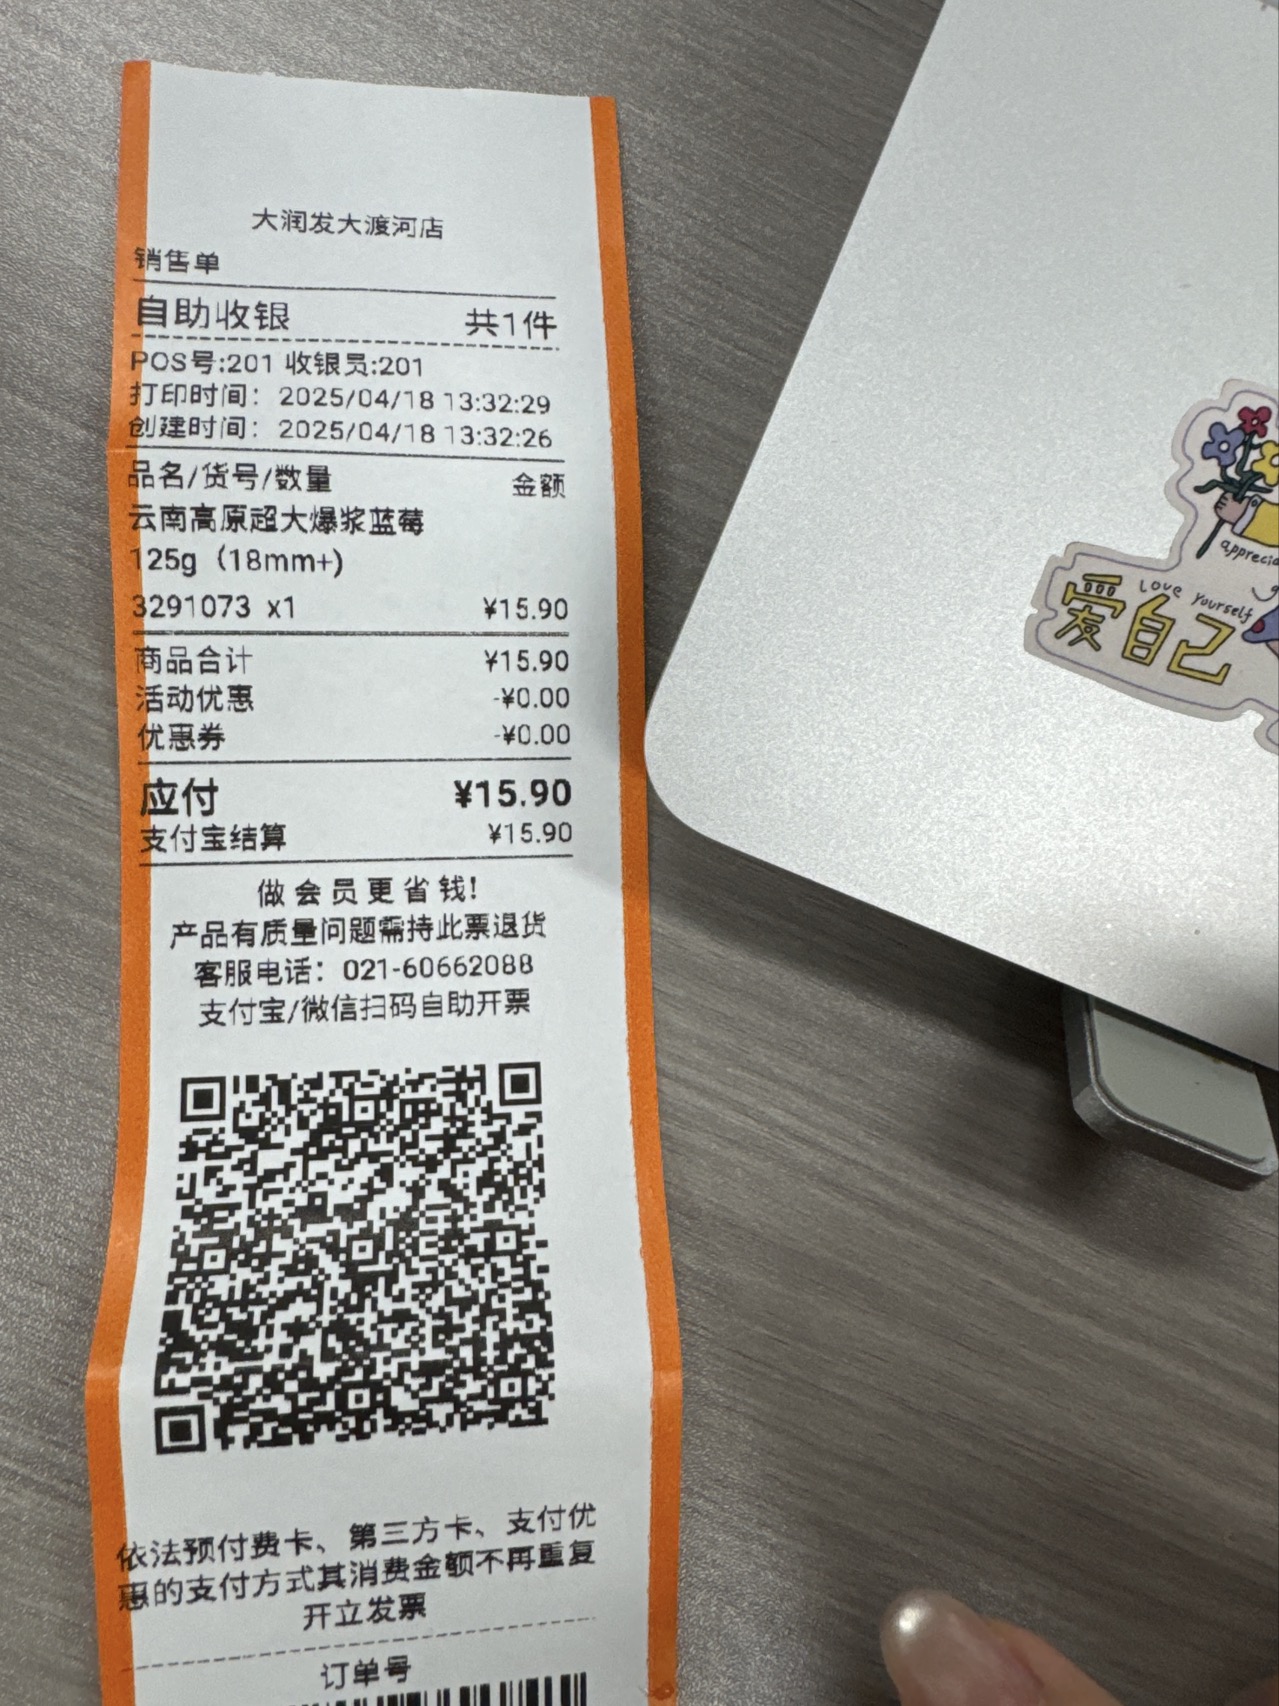 大润发大渡河店
销售单
自助收银 共1件
POS号:201 收银员:201
打印时间： 2025/04/18 13:32:29
创建时间： 2025/04/18 13:32:26
品名/货号/数量 金额
云南高原超大爆浆蓝莓
125g（18mm+)
3291073 x1 ¥15.90
商品合计 ¥15.90
活动优惠 -¥0.00
优惠券 -¥0.00
应付 ¥15.90
支付宝结算 ¥15.90
做会员更省钱!
产品有质量问题需持此票退货
客服电话：021-60662088
支付宝/微信扫码自助开票
依法预付费卡、第三方卡、支付优
惠的支付方式其消费金额不再重复
开立发票
订单号
Love Yourself
爱自己